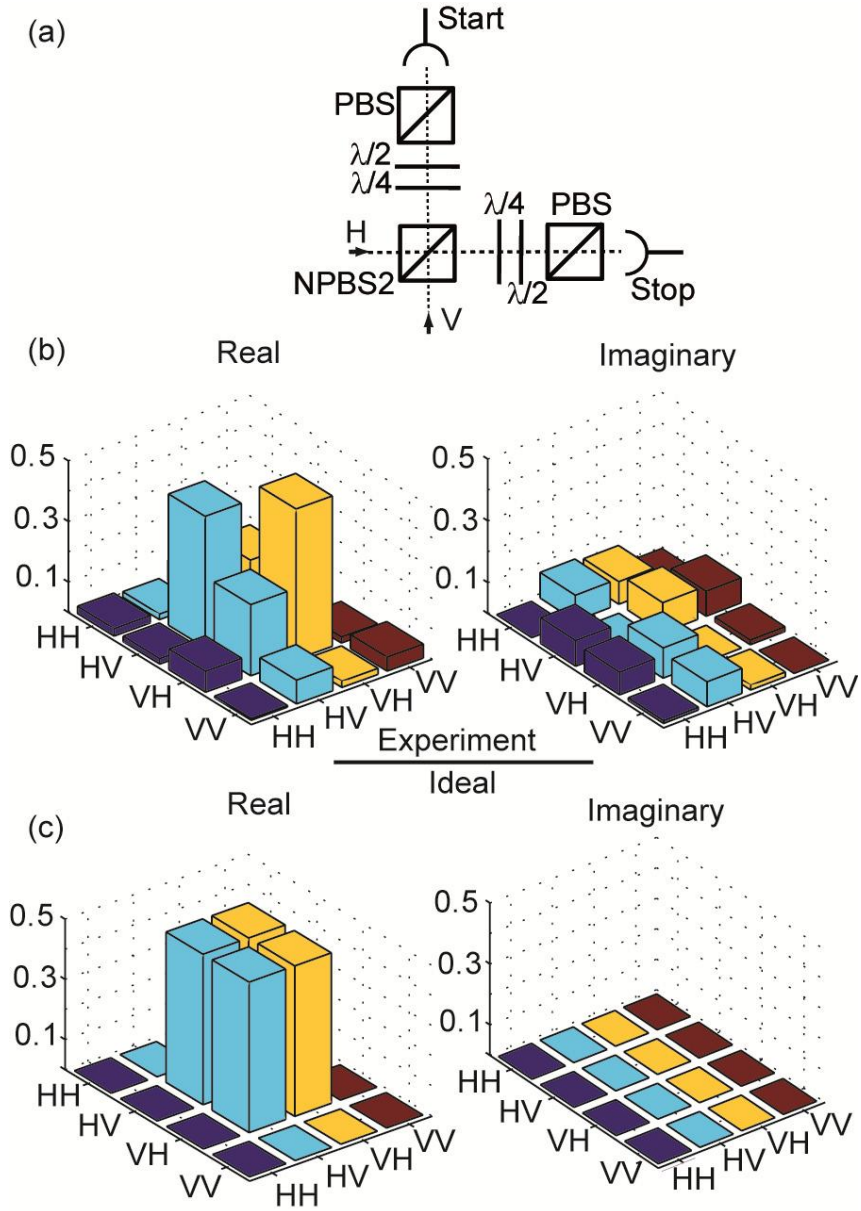 (a)
Start
PBS
λ/2
λ/4
λ/4
PBS
H
NPBS2
λ/2
Stop
V
(b)
Real
Imaginary
0.5
0.3
0.1
HH
HV
VH
VV
HH
HV
VH
VV
0.5
0.3
0.1
HH
HV
VH
VV
HH
HV
VH
VV
Experiment
Ideal
(c)
Real
Imaginary
0.5
0.3
0.1
HH
HV
VH
VV
HH
HV
VH
VV
0.5
0.3
0.1
HH
HV
VH
VV
HH
HV
VH
VV